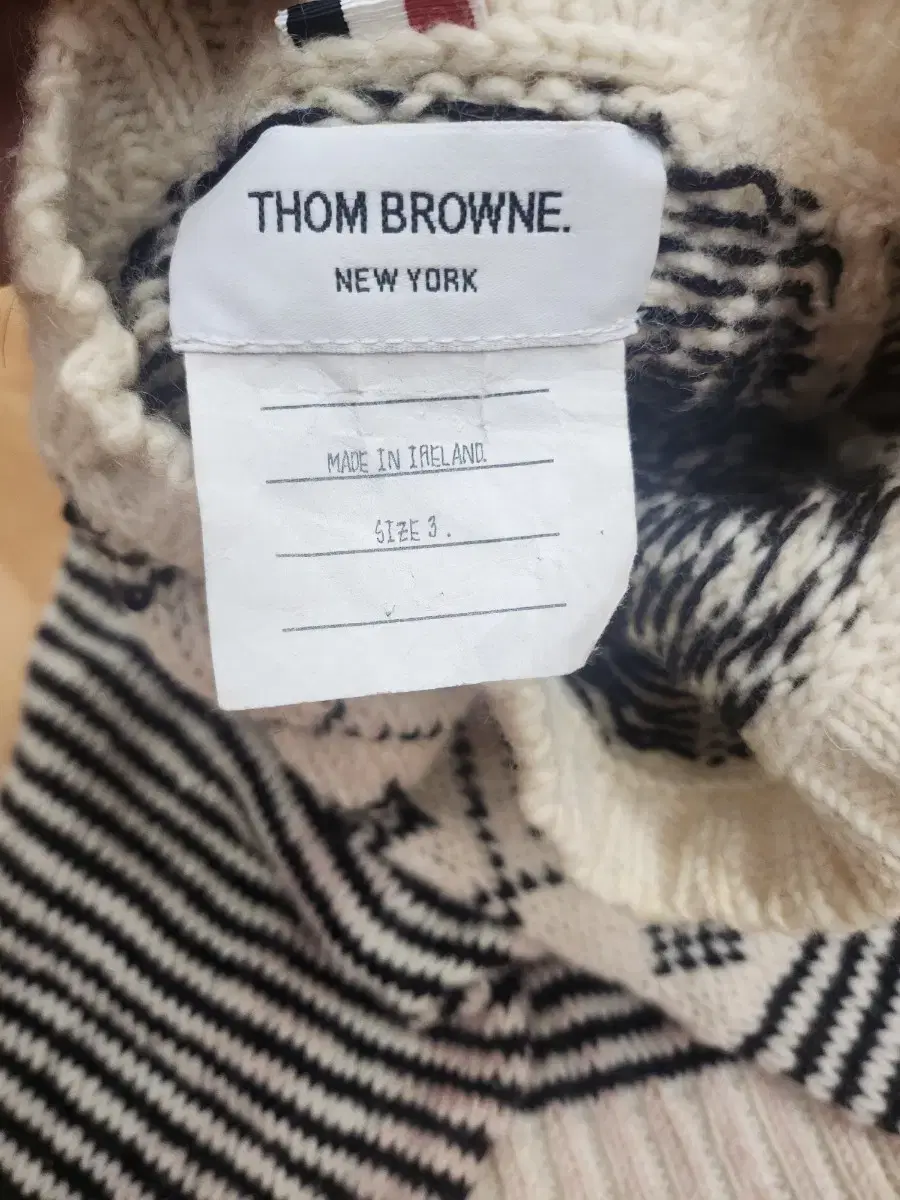 THOM BROWNE.
NEW YORK
MADE IN IRELAND.
SIZE 3.